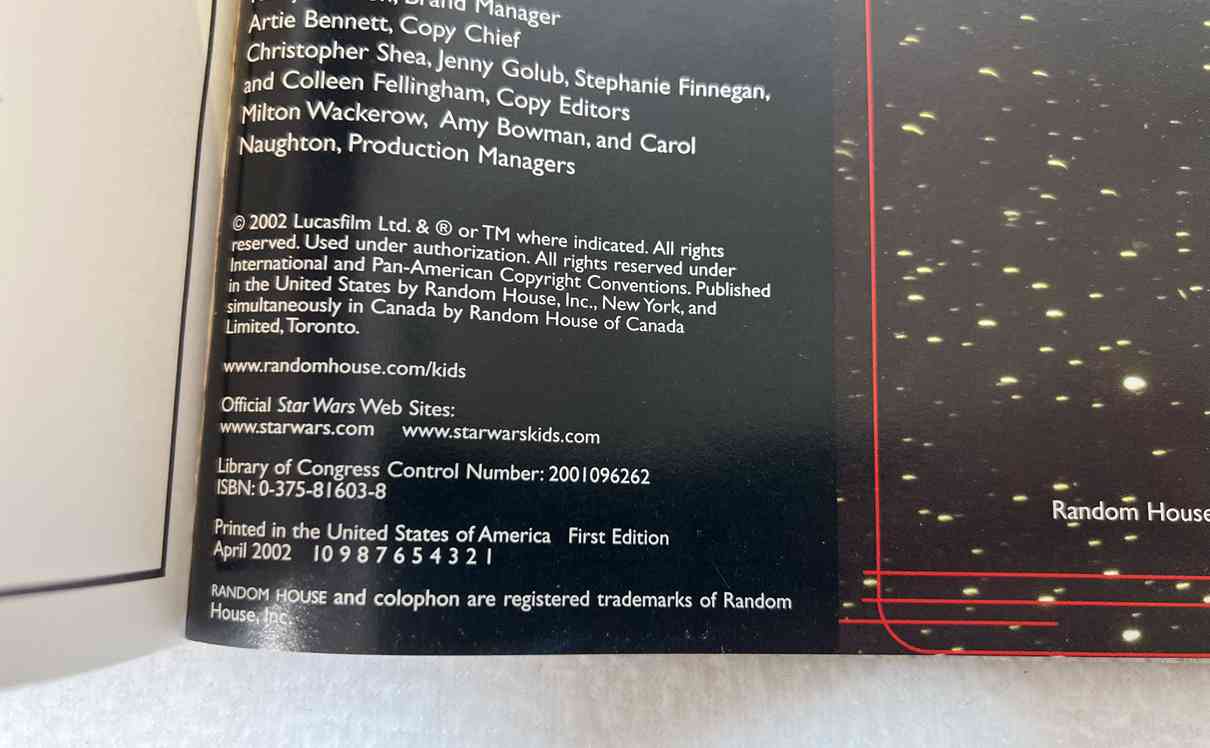 Brand Manager
Artie Bennett, Copy Chief
Christopher Shea, Jenny Golub, Stephanie Finnegan,
and Colleen Fellingham, Copy Editors
Milton Wackerow, Amy Bowman, and Carol
Naughton, Production Managers
© 2002 Lucasfilm Ltd. & ® or TM where indicated. All rights
reserved. Used under authorization. All rights reserved under
International and Pan-American Copyright Conventions. Published
in the United States by Random House, Inc., New York, and
simultaneously in Canada by Random House of Canada
Limited, Toronto.
www.randomhouse.com/kids
Official Star Wars Web Sites:
www.starwars.com www.starwarskids.com
Library of Congress Control Number: 2001096262
ISBN: 0-375-81603-8
Printed in the United States of America First Edition
April 2002 10 9 8 7 6 5 4 3 2 1
RANDOM HOUSE and colophon are registered trademarks of Random
House, Inc.
Random House